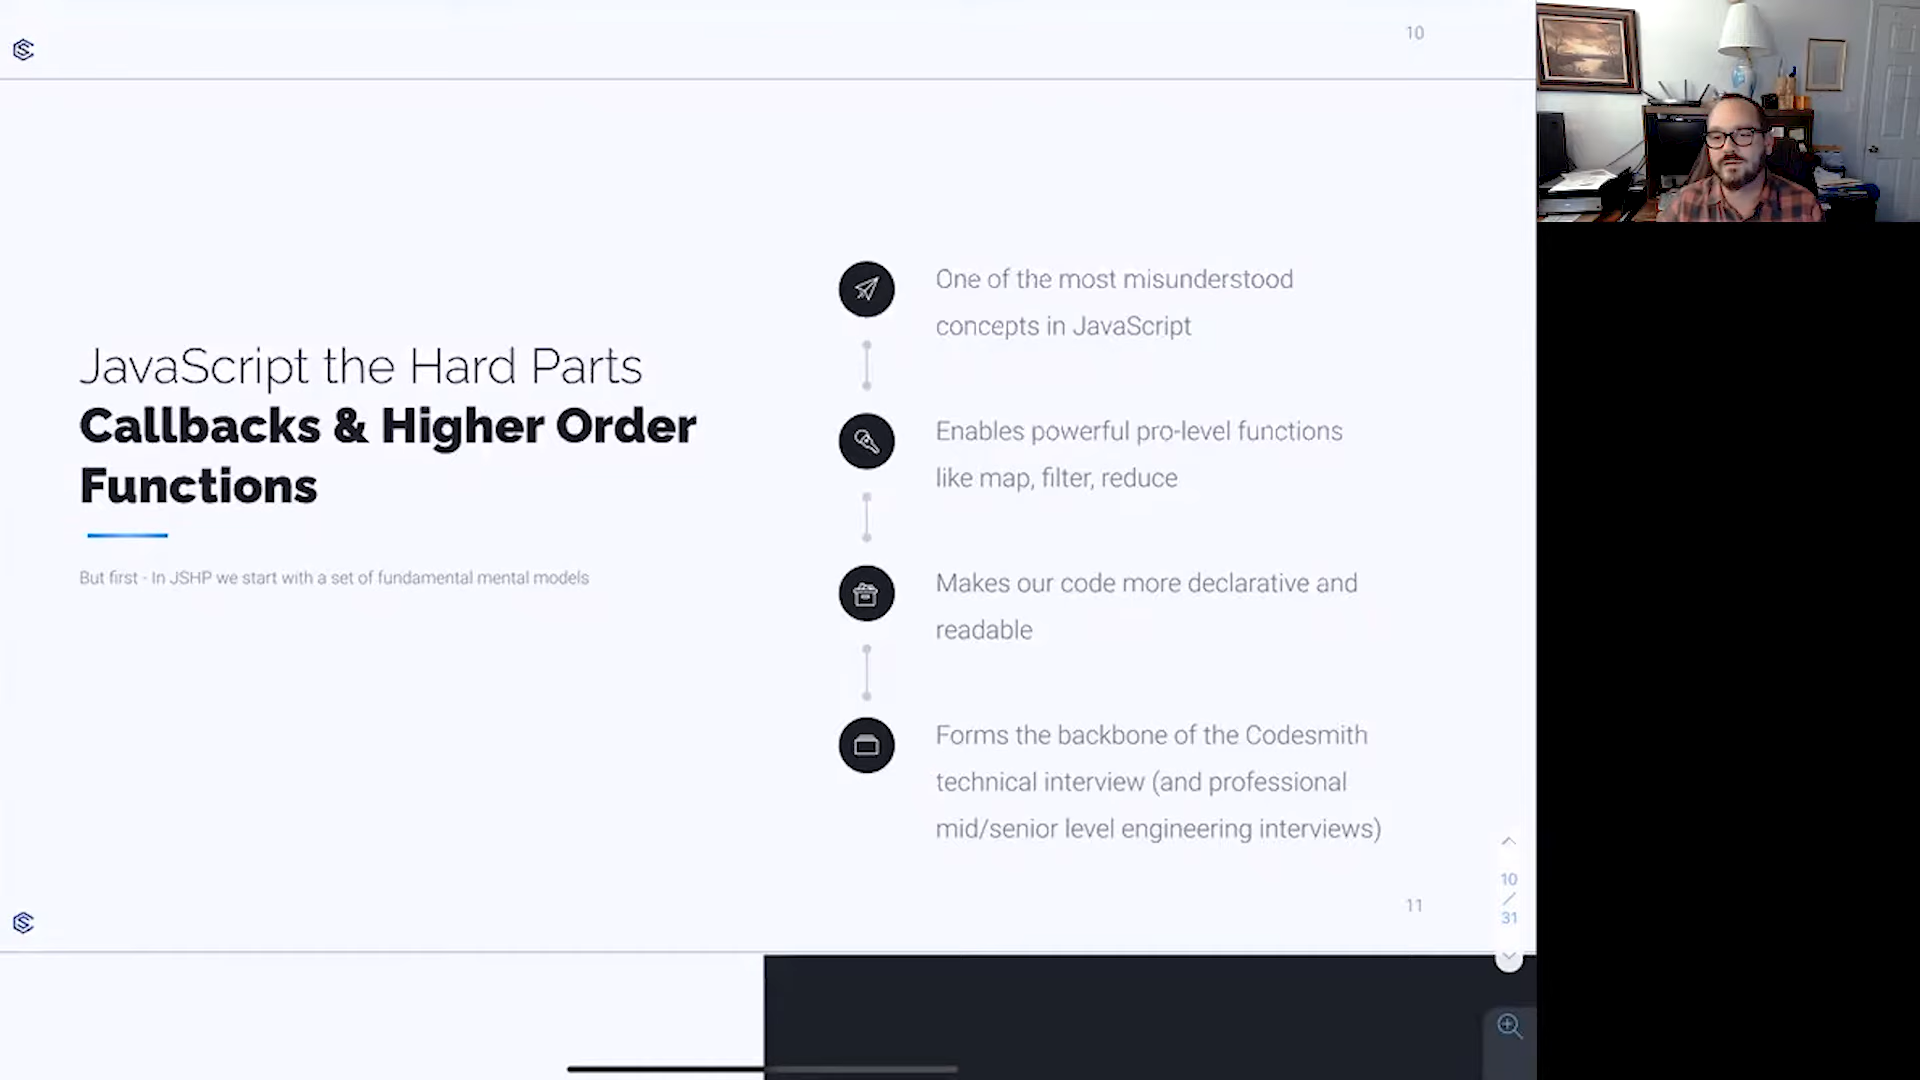 10
JavaScript the Hard Parts
Callbacks & Higher Order
Functions
But first - In JSHP we start with a set of fundamental mental models
One of the most misunderstood
concepts in JavaScript
Enables powerful pro-level functions
like map, filter, reduce
Makes our code more declarative and
readable
Forms the backbone of the Codesmith
technical interview (and professional
mid/senior level engineering interviews)
11
10
/
31